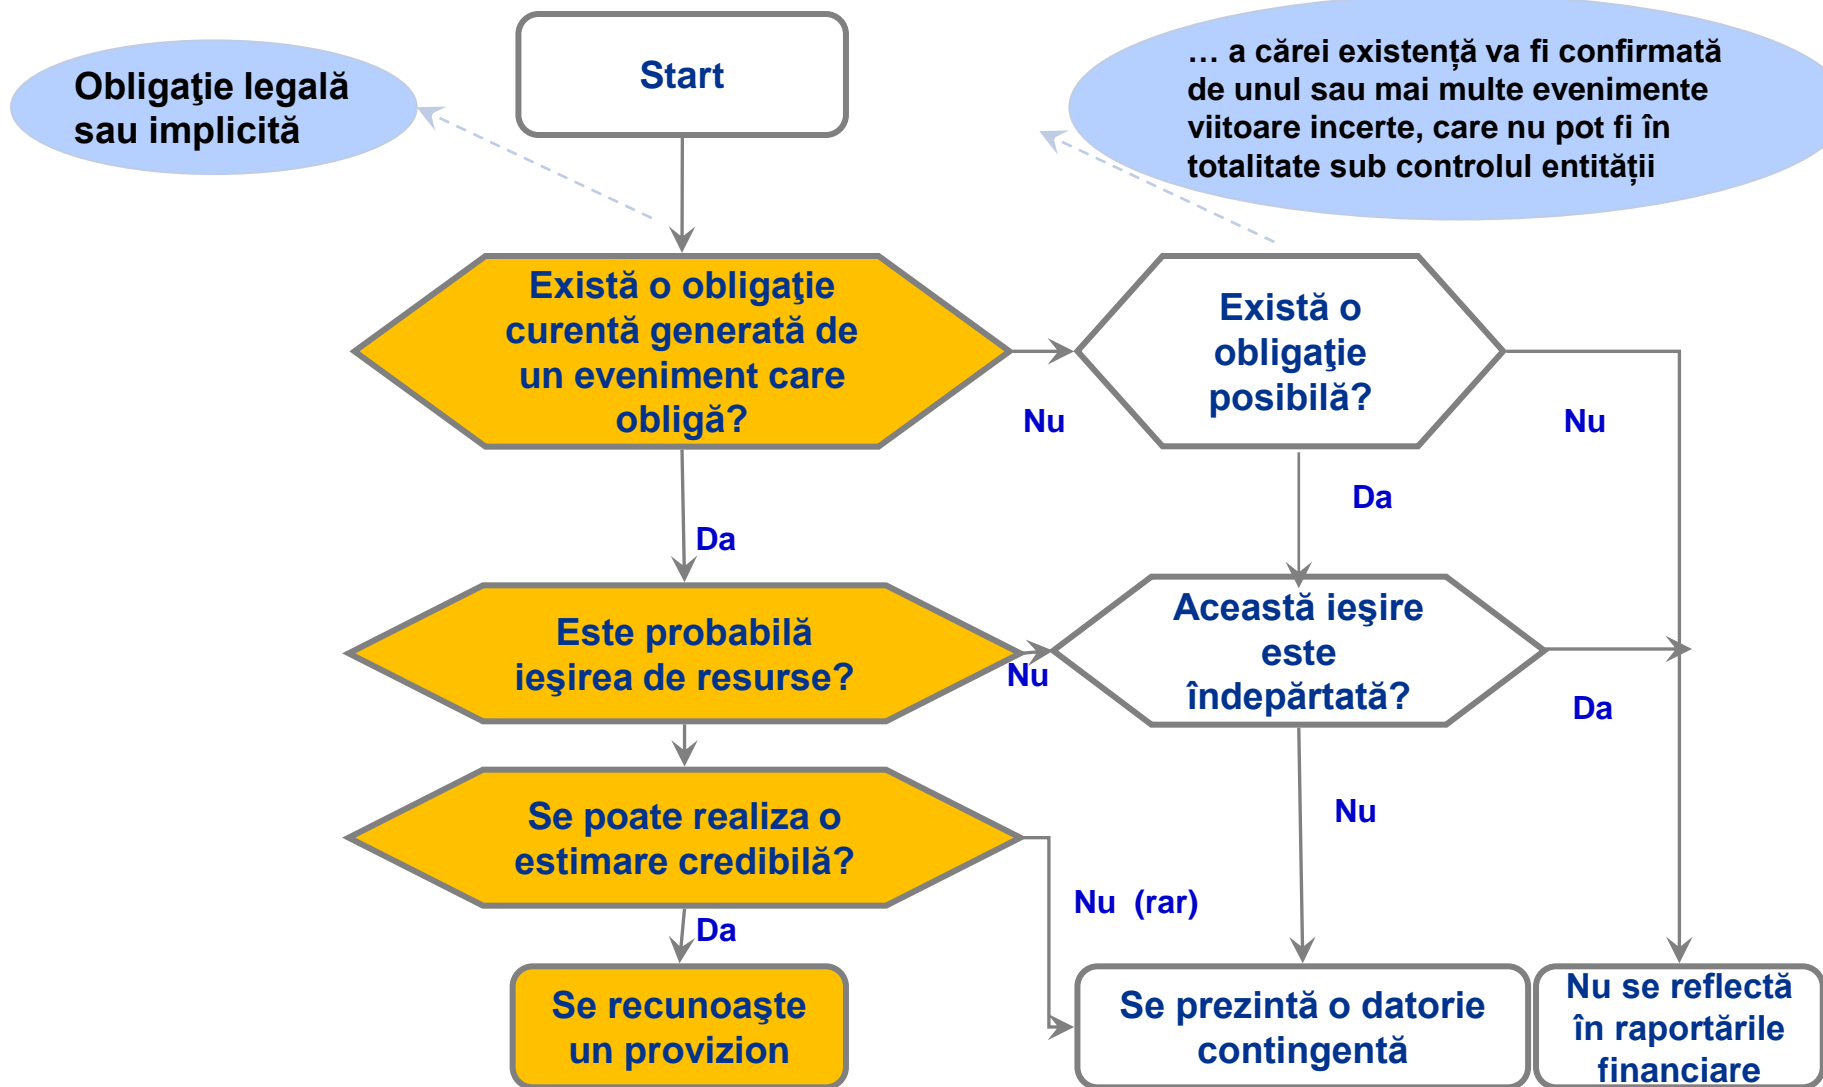 Obligaţie legală
sau implicită
Start
… a cărei existență va fi confirmată
de unul sau mai multe evenimente
viitoare incerte, care nu pot fi în
totalitate sub controlul entității
Există o obligaţie
curentă generată de
un eveniment care
obligă?
Nu
Există o
obligaţie
posibilă?
Nu
Da
Da
Este probabilă
ieşirea de resurse?
Nu
Această ieşire
este
îndepărtată?
Da
Se poate realiza o
estimare credibilă?
Nu
Nu (rar)
Da
Se recunoaşte
un provizion
Se prezintă o datorie
contingentă
Nu se reflectă
în raportările
financiare